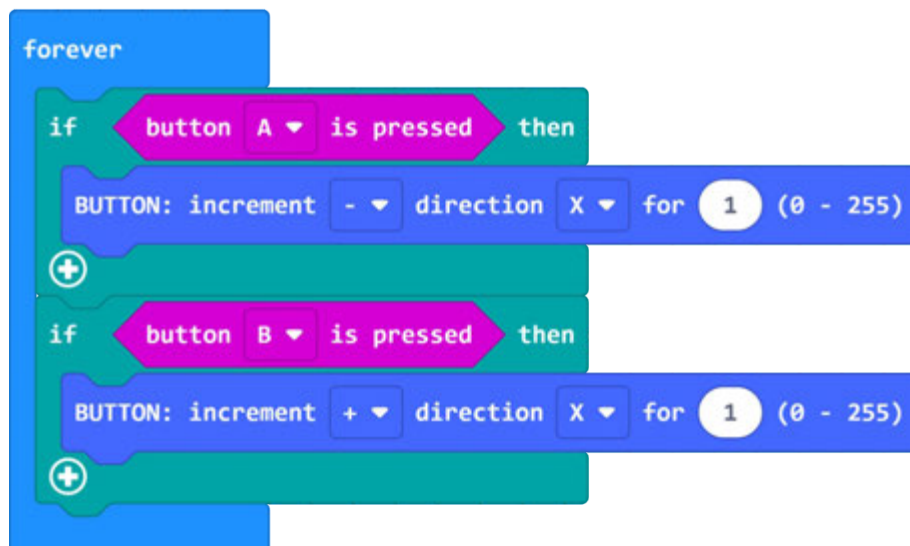 forever
if button A is pressed then
BUTTON: increment - direction X for 1 (0 - 255)
if button B is pressed then
BUTTON: increment + direction X for 1 (0 - 255)